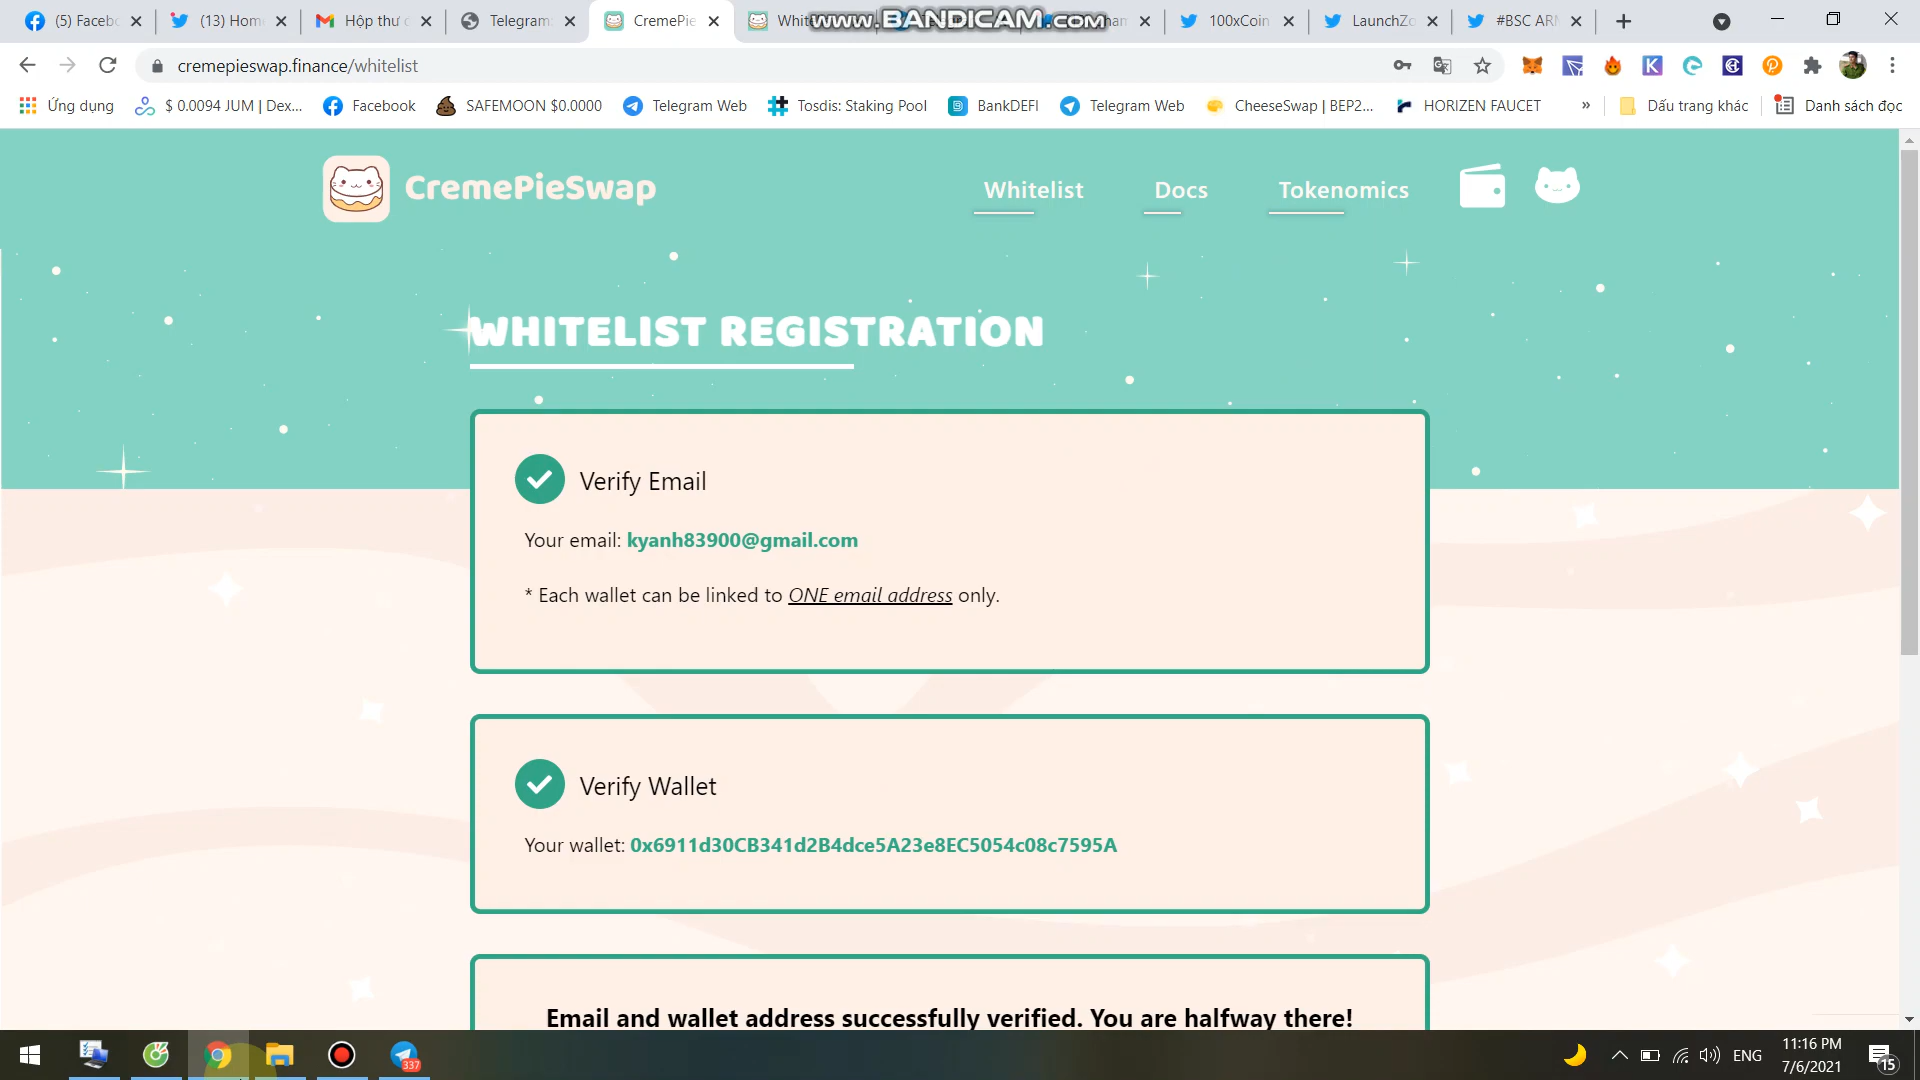 (5) Faceb
(13) Hom
Hộp thư đ
Telegram:
CremePie
Whit
www.BANDICAM.com
100xCoin
LaunchZo
#BSC AR
cremepieswap.finance/whitelist
Ứng dụng
$ 0.0094 JUM | Dex...
Facebook
SAFEMOON $0.0000
Telegram Web
Tosdis: Staking Pool
BankDEFI
Telegram Web
CheeseSwap | BEP2...
HORIZEN FAUCET
»
Dấu trang khác
Danh sách đọc
CremePieSwap
Whitelist
Docs
Tokenomics
WHITELIST REGISTRATION
Verify Email
Your email: kyanh83900@gmail.com
* Each wallet can be linked to ONE email address only.
Verify Wallet
Your wallet: 0x6911d30CB341d2B4dce5A23e8EC5054c08c7595A
Email and wallet address successfully verified. You are halfway there!
337
ENG
11:16 PM
7/6/2021
15